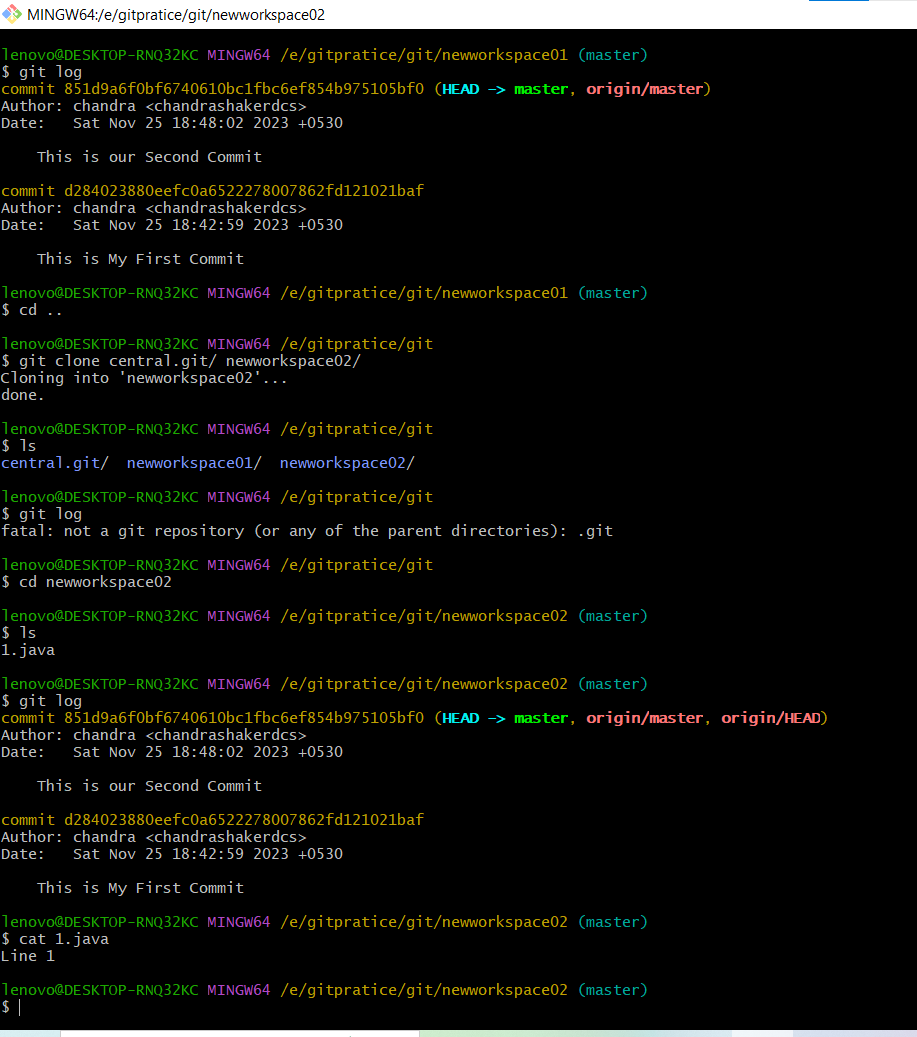 MINGW64:/e/gitpratice/git/newworkspace02
lenovo@DESKTOP-RNQ32KC MINGW64 /e/gitpratice/git/newworkspace01 (master)
$ git log
commit 851d9a6f0bf6740610bc1fbc6ef854b975105bf0 (HEAD -> master, origin/master)
Author: chandra <chandrashakerdcs>
Date:   Sat Nov 25 18:48:02 2023 +0530
    This is our Second Commit
commit d284023880eefc0a6522278007862fd121021baf
Author: chandra <chandrashakerdcs>
Date:   Sat Nov 25 18:42:59 2023 +0530
    This is My First Commit
lenovo@DESKTOP-RNQ32KC MINGW64 /e/gitpratice/git/newworkspace01 (master)
$ cd ..
lenovo@DESKTOP-RNQ32KC MINGW64 /e/gitpratice/git
$ git clone central.git/ newworkspace02/
Cloning into 'newworkspace02'...
done.
lenovo@DESKTOP-RNQ32KC MINGW64 /e/gitpratice/git
$ ls
central.git/  newworkspace01/  newworkspace02/
lenovo@DESKTOP-RNQ32KC MINGW64 /e/gitpratice/git
$ git log
fatal: not a git repository (or any of the parent directories): .git
lenovo@DESKTOP-RNQ32KC MINGW64 /e/gitpratice/git
$ cd newworkspace02
lenovo@DESKTOP-RNQ32KC MINGW64 /e/gitpratice/git/newworkspace02 (master)
$ ls
1.java
lenovo@DESKTOP-RNQ32KC MINGW64 /e/gitpratice/git/newworkspace02 (master)
$ git log
commit 851d9a6f0bf6740610bc1fbc6ef854b975105bf0 (HEAD -> master, origin/master, origin/HEAD)
Author: chandra <chandrashakerdcs>
Date:   Sat Nov 25 18:48:02 2023 +0530
    This is our Second Commit
commit d284023880eefc0a6522278007862fd121021baf
Author: chandra <chandrashakerdcs>
Date:   Sat Nov 25 18:42:59 2023 +0530
    This is My First Commit
lenovo@DESKTOP-RNQ32KC MINGW64 /e/gitpratice/git/newworkspace02 (master)
$ cat 1.java
Line 1
lenovo@DESKTOP-RNQ32KC MINGW64 /e/gitpratice/git/newworkspace02 (master)
$